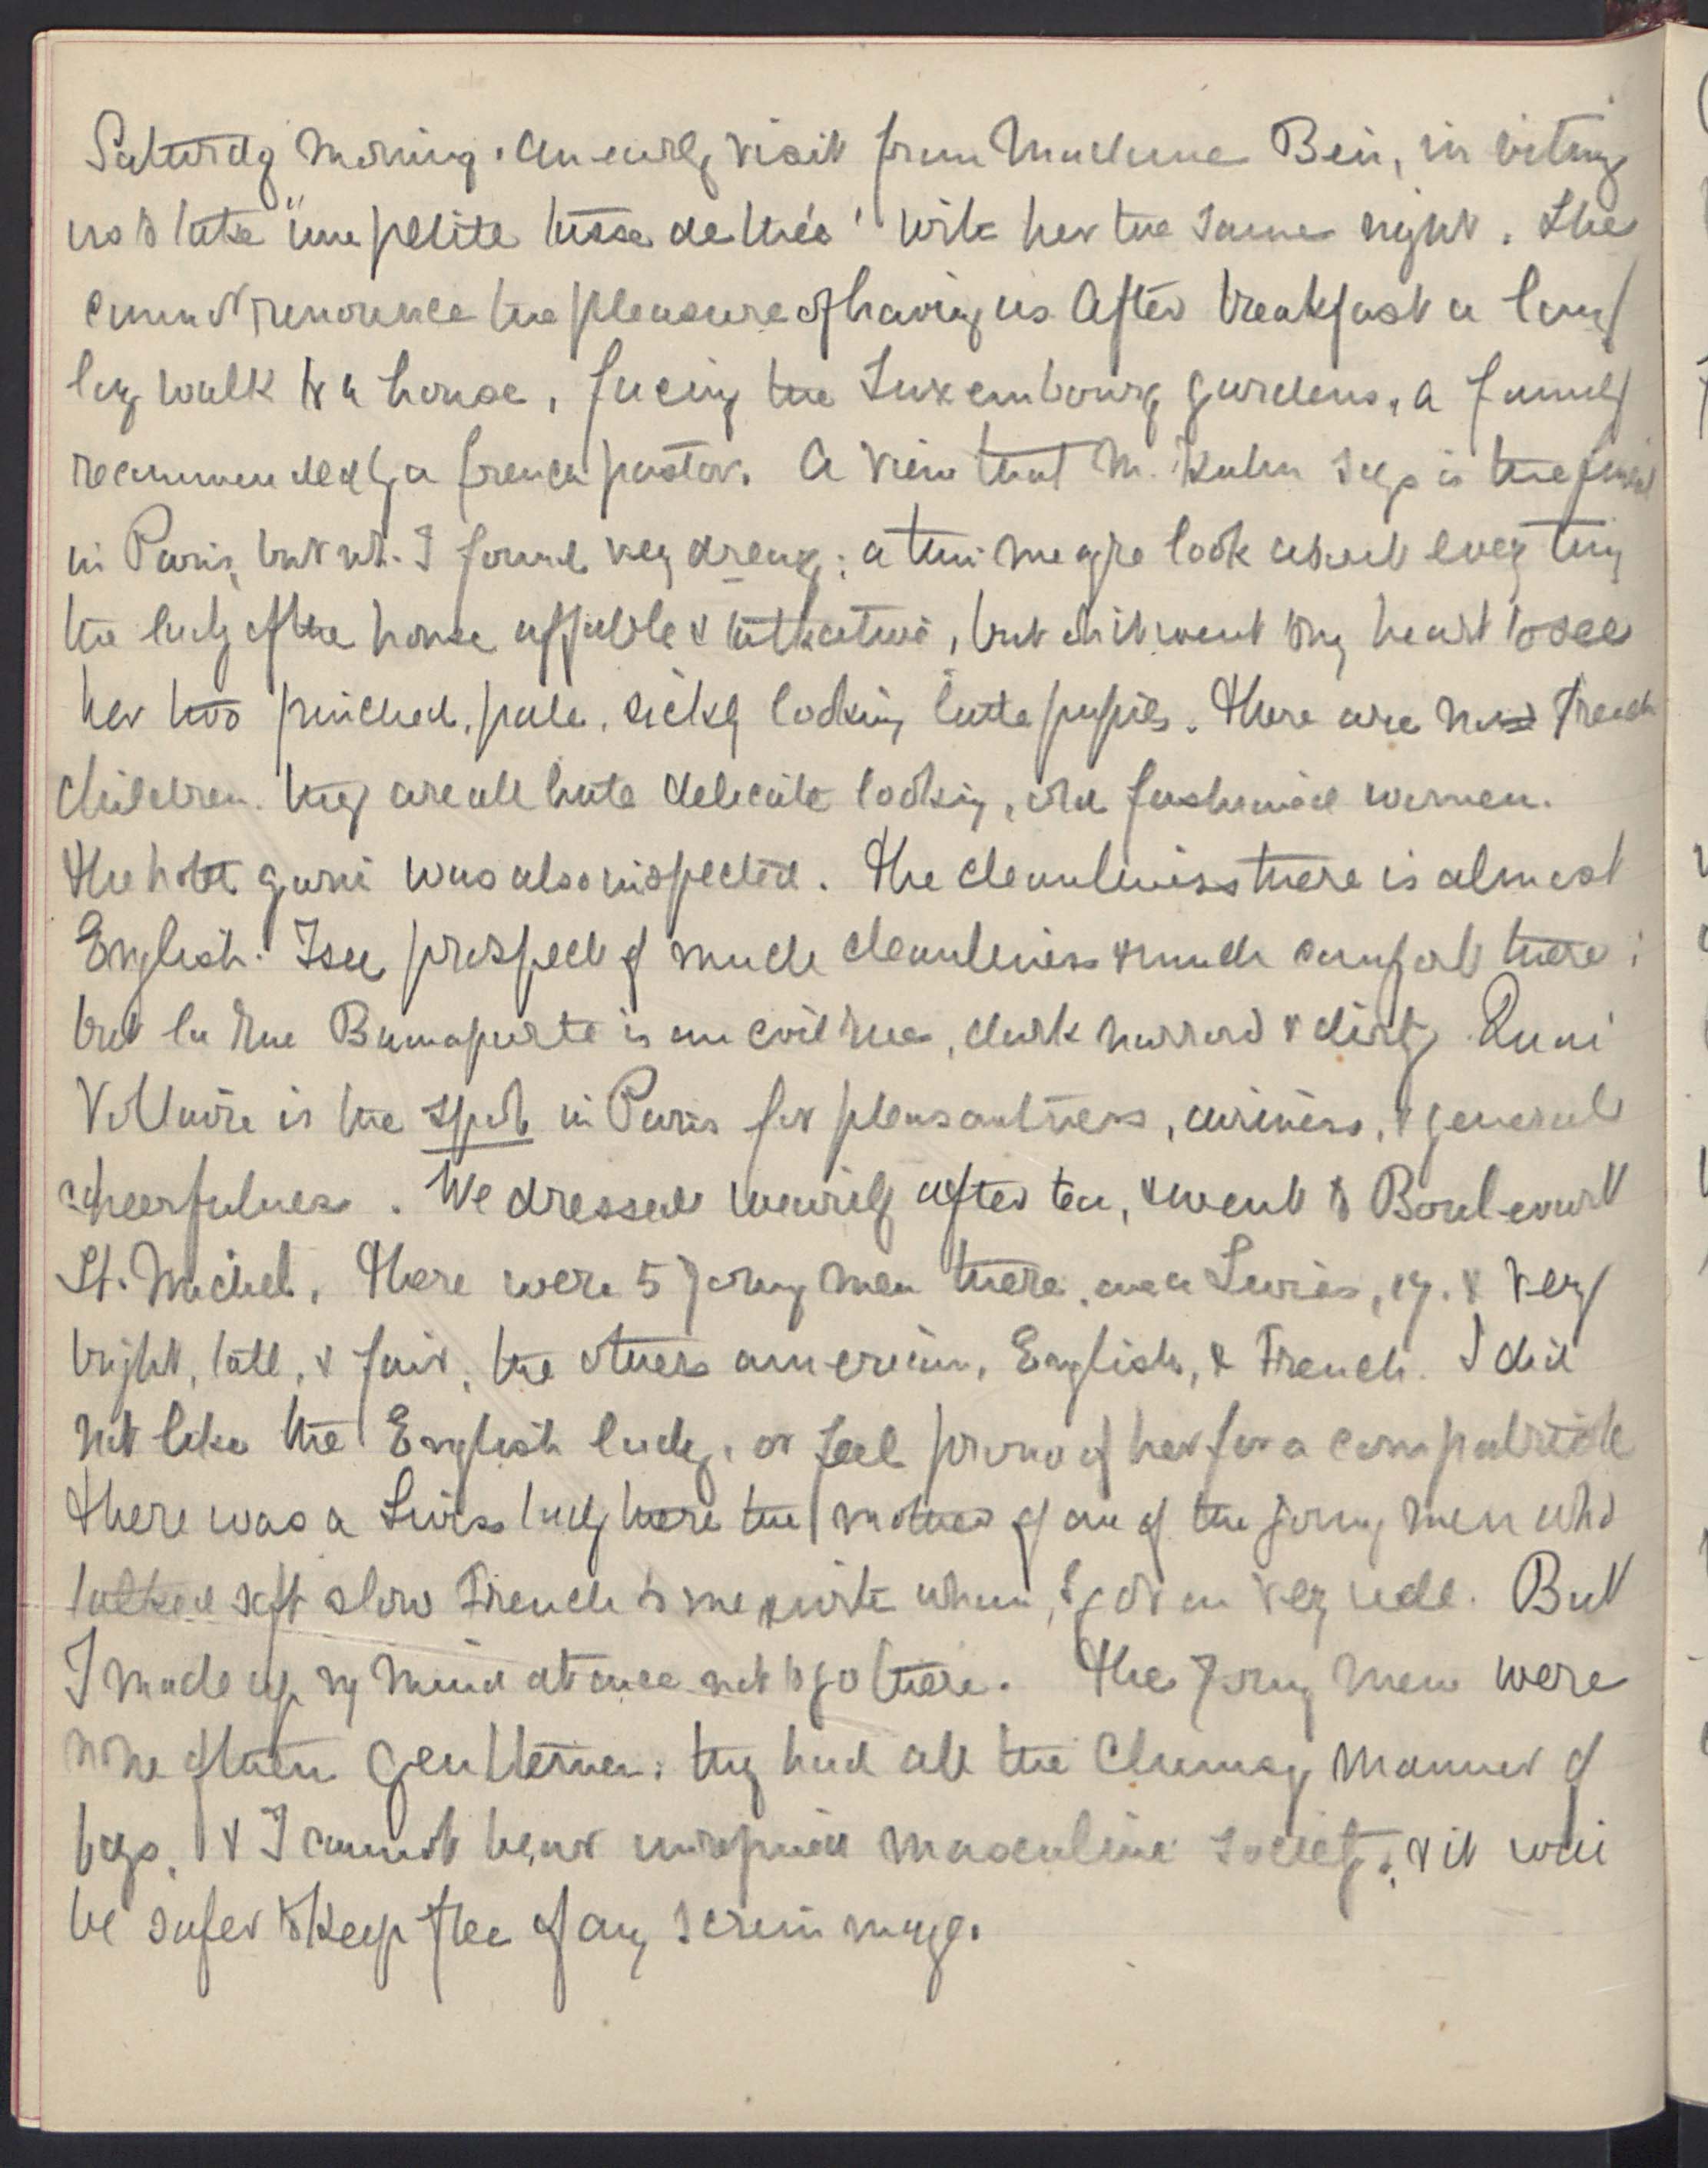 Saturday Morning. An early visit from Madame Bein, inviting
us to take "une petite tasse de thée" with her the same night. She
cannot renounce the pleasure of having us. After breakfast a long
leg walk to a house, facing the Luxembourg gardens, a family
recommended by a french pastor. A view that M. Kuhn says is the finest
in Paris, but wh. I found very dreary; a thin meagre look about every thing
the lady of the house affable & talkative, but oh it went to my heart to see
her two pinched, pale, sickly looking little pupils. There are no French
children. they are all little delicate looking, old fashioned women.
The hotel garni was also inspected. The cleanliness there is almost
English. I see prospect of much cleanliness & much comfort there;
but la Rue Bonaparte is an evil rue, dark narrow & dirty. Quai
Voltaire is the spot in Paris for pleasantness, airiness, & general
cheerfulness. We dressed wearily after tea, & went to Boulevart
St. Michel. There were 5 young men there, one a Swiss, 19. & very
bright, tall, & fair, the others american, English, & French. I did
not like the English lady, or feel proud of her for a compatriote
There was a Swiss lady there the mother of one of the young men who
talked soft slow French to me & with whom I got on very well. But
I made up my mind at once not to go there. The young men were
none of them gentlemen: they had all the clumsy manner of
boys, & I cannot bear unrefined masculine society, & it will
be safer to keep free of any scrimmage.